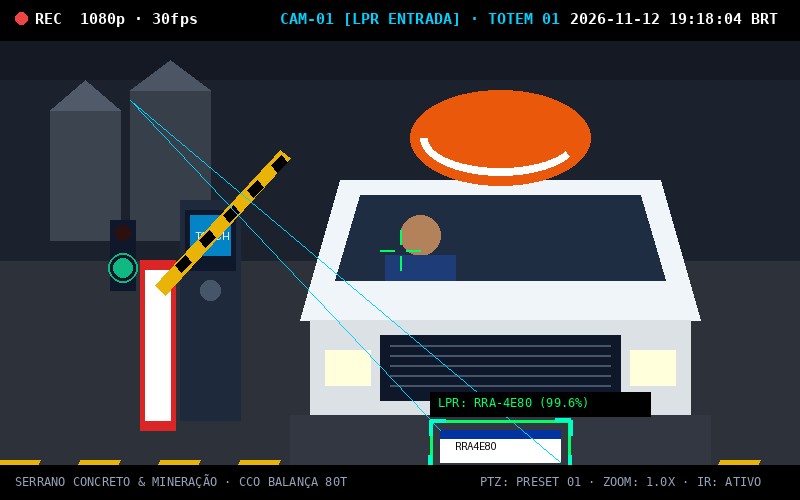 REC 1080p · 30fps
CAM-01 [LPR ENTRADA] · TOTEM 01 2026-11-12 19:18:04 BRT
LPR: RRA-4E80 (99.6%)
RRA4E80
SERRANO CONCRETO & MINERAÇÃO · CCO BALANÇA 80T
PTZ: PRESET 01 · ZOOM: 1.0X · IR: ATIVO